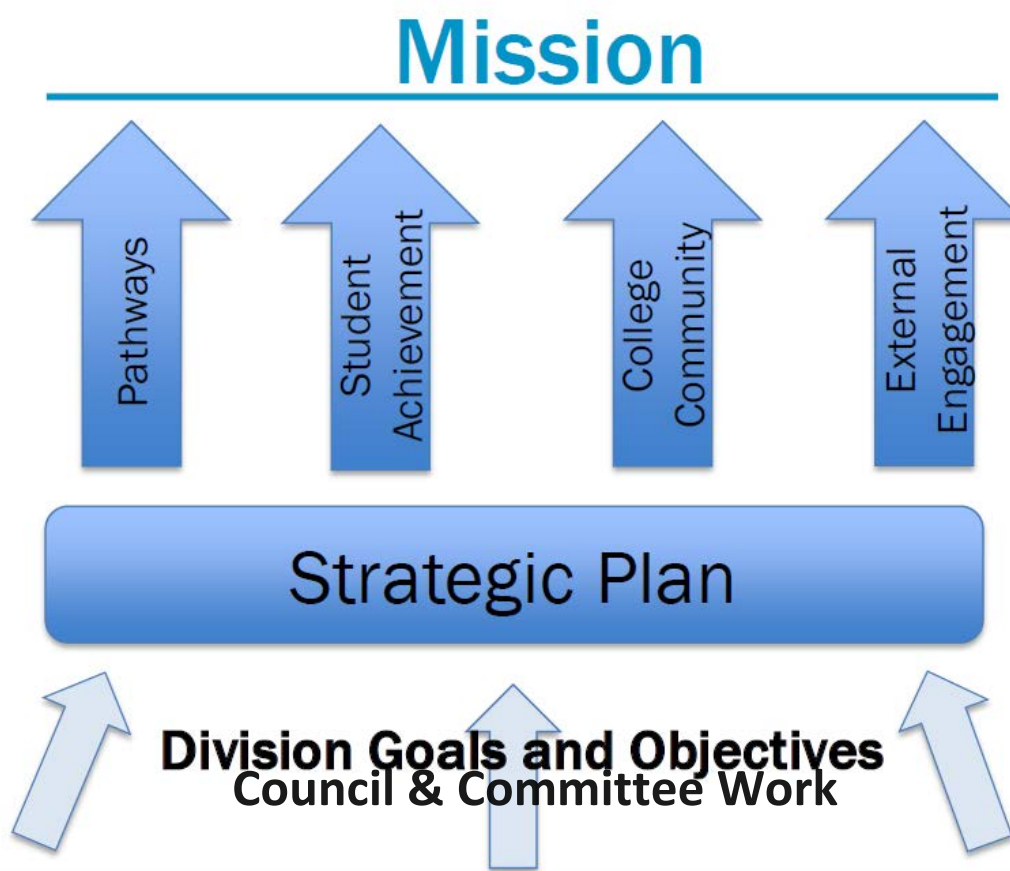 Mission
Pathways
Student
Achievement
College
Community
External
Engagement
Strategic Plan
Division Goals and Objectives
Council & Committee Work